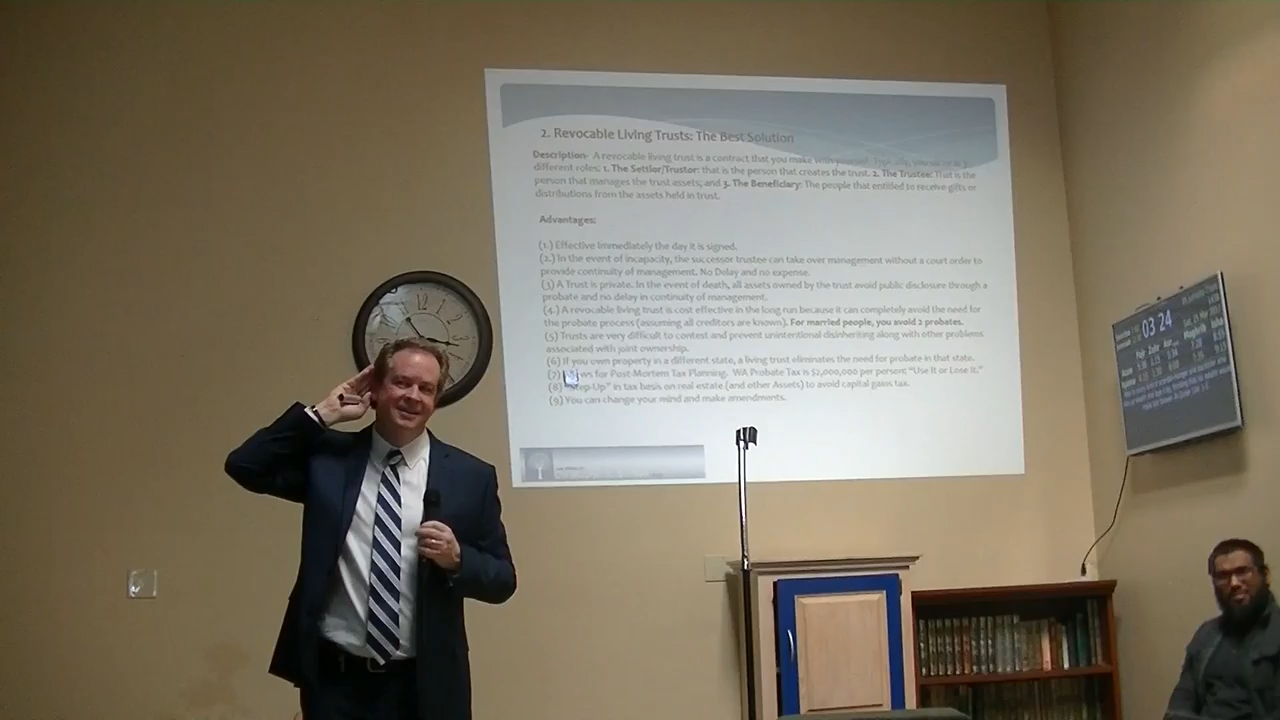 2. Revocable Living Trusts: The Best Solution
Description- A revocable living trust is a contract that you make with yourself. Typically, you serve in 3
different roles: 1. The Settlor/Trustor: that is the person that creates the trust. 2. The Trustee: That is the
person that manages the trust assets; and 3. The Beneficiary: The people that entitled to receive gifts or
distributions from the assets held in trust.
Advantages:
(1.) Effective immediately the day it is signed.
(2.) In the event of incapacity, the successor trustee can take over management without a court order to
provide continuity of management. No Delay and no expense.
(3) A Trust is private. In the event of death, all assets owned by the trust avoid public disclosure through a
probate and no delay in continuity of management.
(4.) A revocable living trust is cost effective in the long run because it can completely avoid the need for
the probate process (assuming all creditors are known). For married people, you avoid 2 probates.
(5) Trusts are very difficult to contest and prevent unintentional disinheriting along with other problems
associated with joint ownership.
(6) If you own property in a different state, a living trust eliminates the need for probate in that state.
(7) for Post-Mortem Tax Planning. WA Probate Tax is $2,000,000 per person "Use It or Lose It."
(8) "Step-Up" in tax basis on real estate (and other Assets) to avoid capital gains tax.
(9) You can change your mind and make amendments.
12
03 24